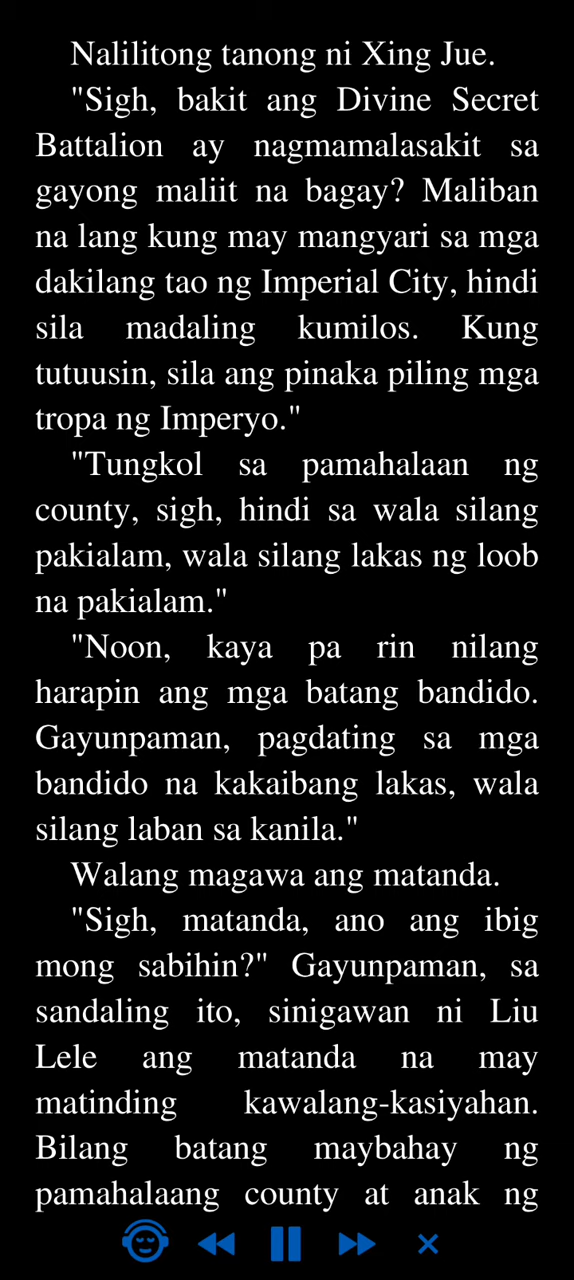 Nalilitong tanong ni Xing Jue.
"Sigh, bakit ang Divine Secret
Battalion ay nagmamalasakit sa
gayong maliit na bagay? Maliban
na lang kung may mangyari sa mga
dakilang tao ng Imperial City, hindi
sila madaling kumilos. Kung
tutuusin, sila ang pinaka piling mga
tropa ng Imperyo."
"Tungkol sa pamahalaan ng
county, sigh, hindi sa wala silang
pakialam, wala silang lakas ng loob
na pakialam."
"Noon, kaya pa rin nilang
harapin ang mga batang bandido.
Gayunpaman, pagdating sa mga
bandido na kakaibang lakas, wala
silang laban sa kanila."
Walang magawa ang matanda.
"Sigh, matanda, ano ang ibig
mong sabihin?" Gayunpaman, sa
sandaling ito, sinigawan ni Liu
Lele ang matanda na may
matinding kawalang-kasiyahan.
Bilang batang maybahay ng
pamahalaang county at anak ng